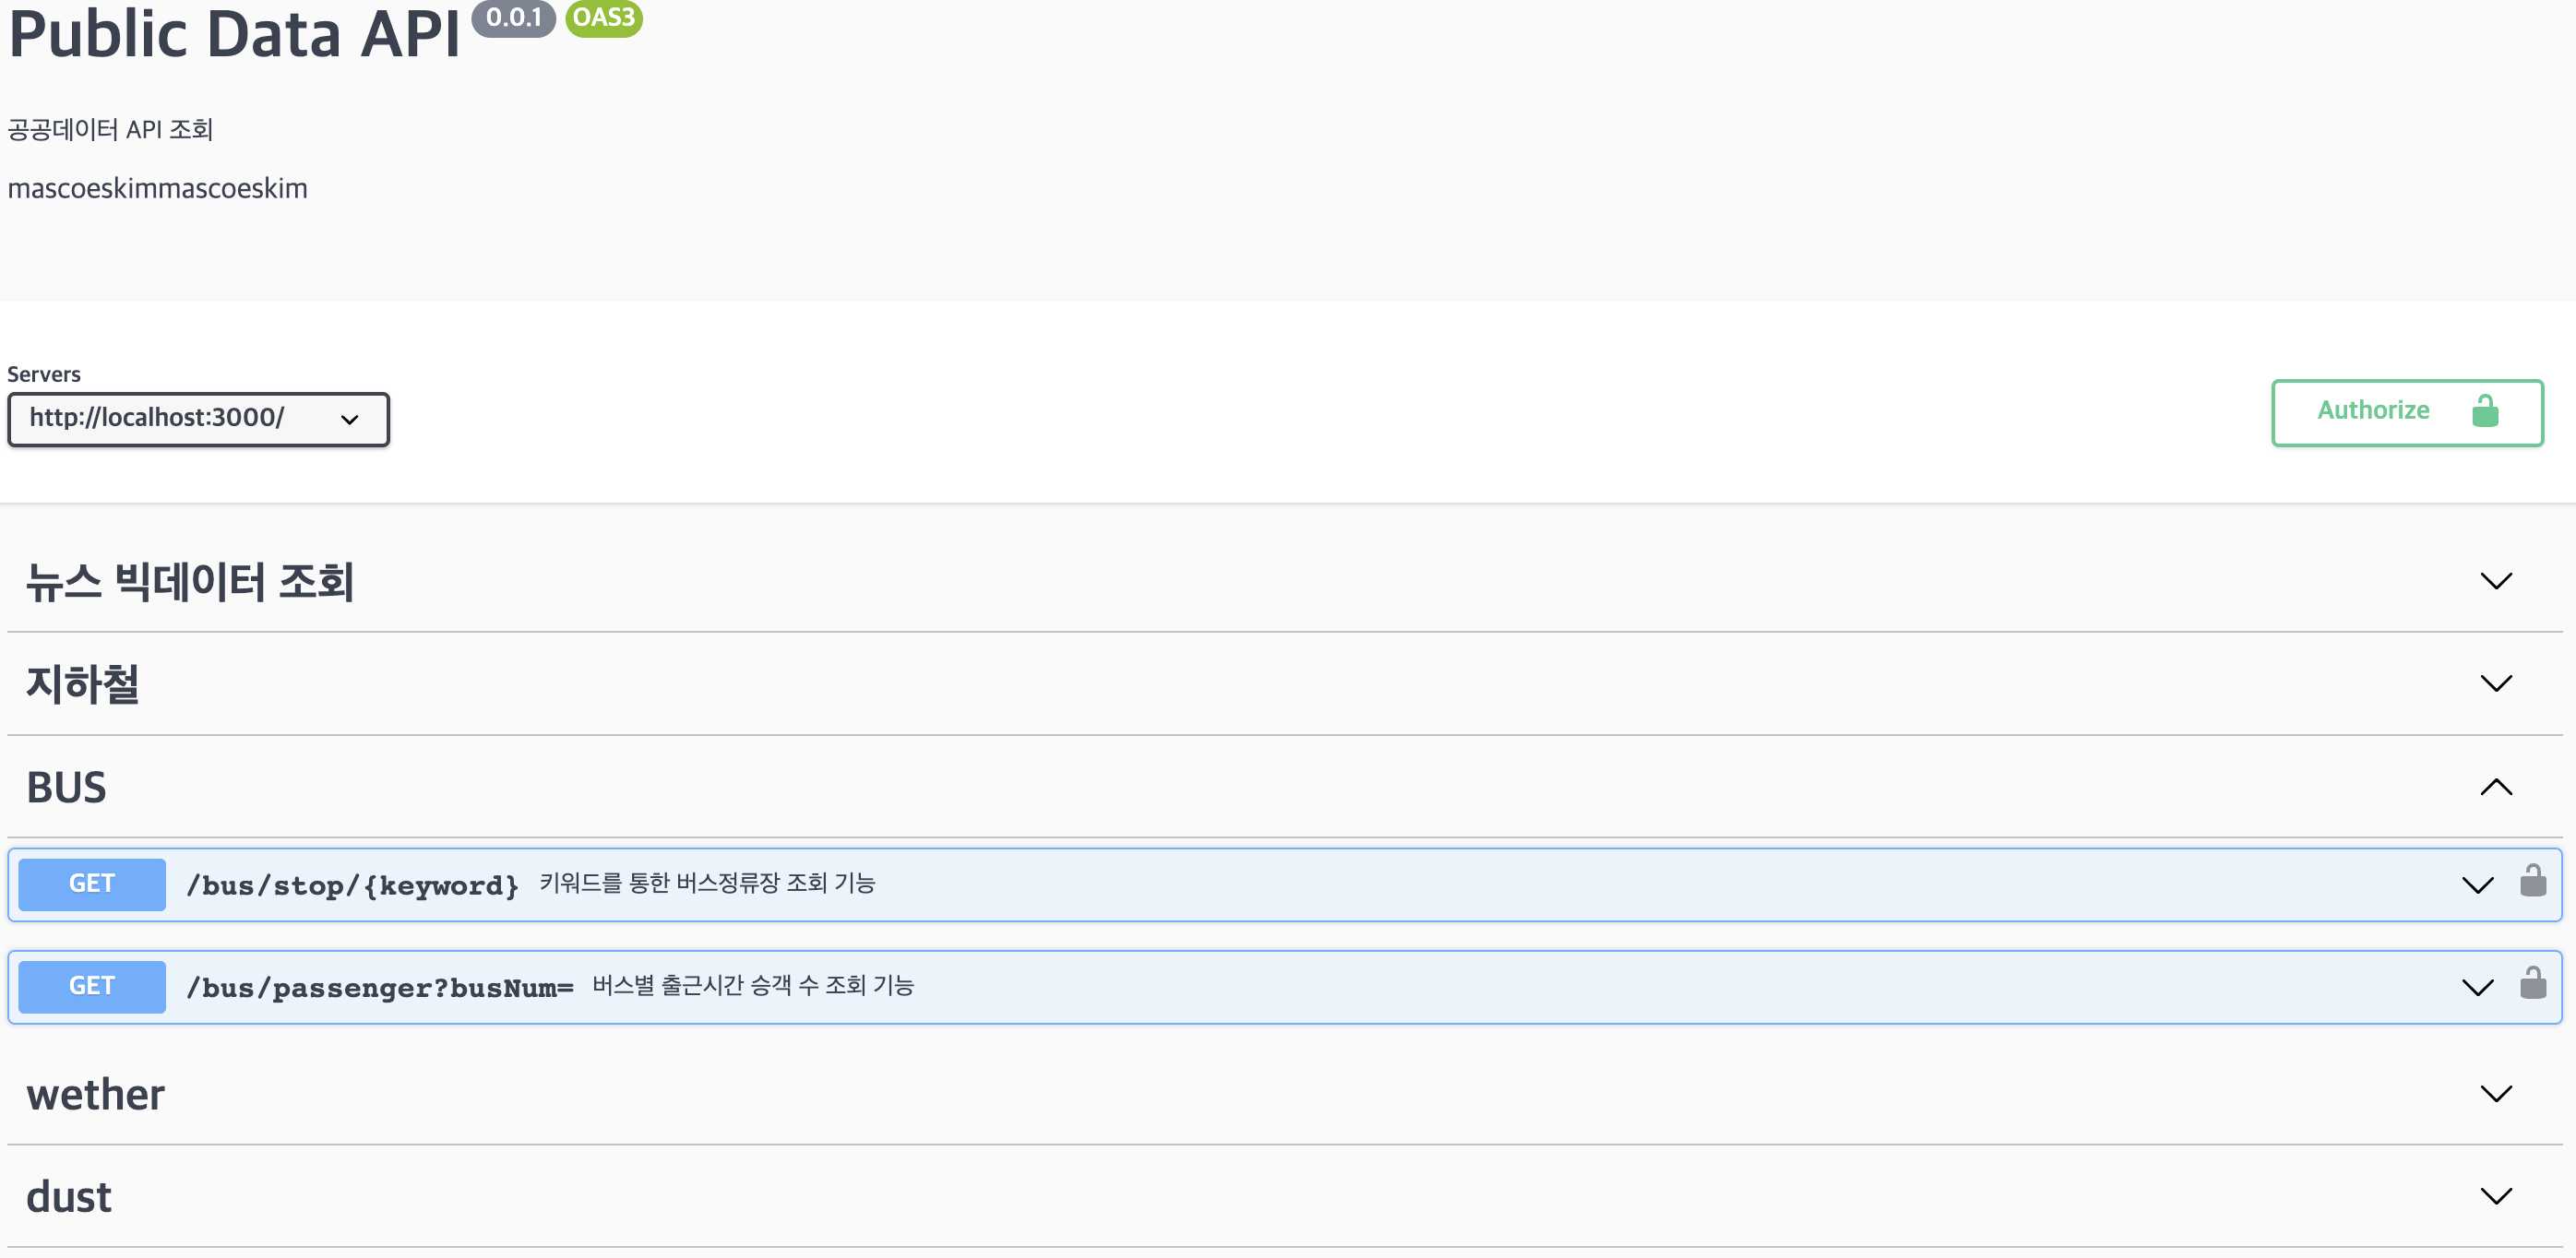 Public Data API 0.0.1 OAS3
공공데이터 API 조회
mascoeskimmascoeskim
Servers
http://localhost:3000/
Authorize
뉴스 빅데이터 조회
지하철
BUS
GET /bus/stop/{keyword} 키워드를 통한 버스정류장 조회 기능
GET /bus/passenger?busNum= 버스별 출근시간 승객 수 조회 기능
wether
dust